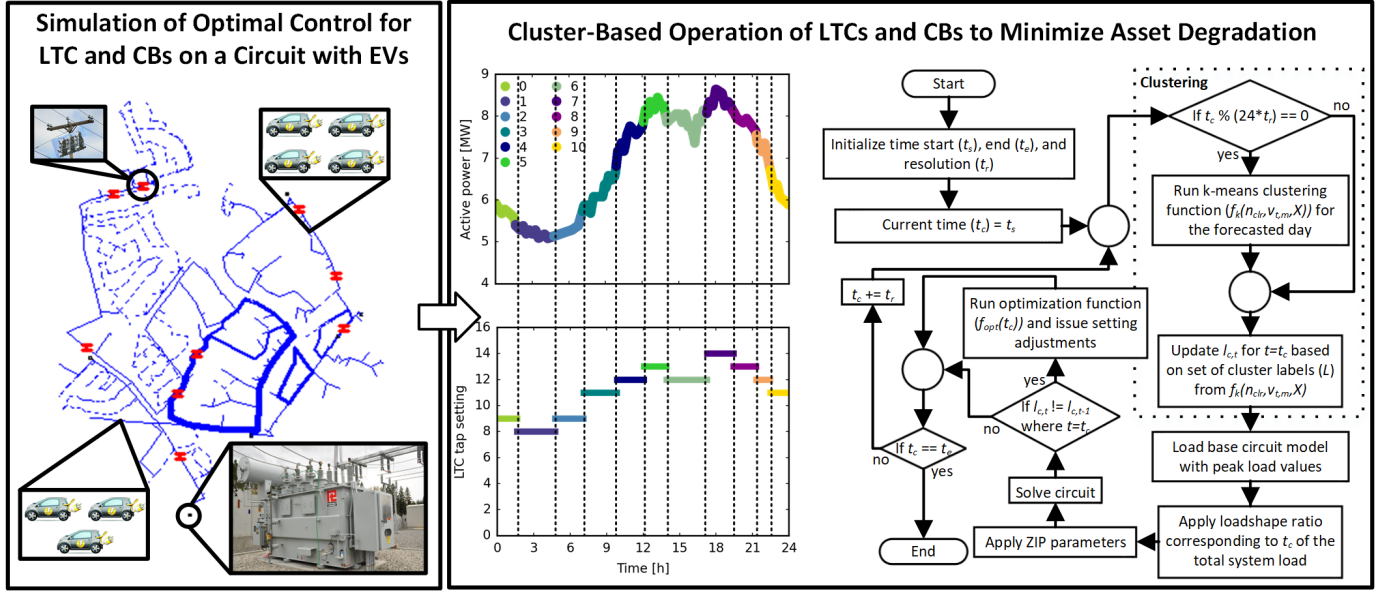 Simulation of Optimal Control for
LTC and CBs on a Circuit with EVs
Cluster-Based Operation of LTCs and CBs to Minimize Asset Degradation
Active power [MW]
9
8
7
6
5
4
0
1
2
3
4
5
6
7
8
9
10
LTC tap setting
16
14
12
10
8
6
4
2
0
0 3 6 9 12 15 18 21 24
Time [h]
Start
Initialize time start (ts), end (te), and
resolution (tr)
Current time (tc) = ts
tc += tr
Run optimization function
(fopt(tc)) and issue setting
adjustments
yes
If lc,t != lc,t-1
where t=tc
no
If tc == te
no
yes
End
Solve circuit
Apply ZIP parameters
Clustering
If tc % (24*tr) == 0
no
yes
Run k-means clustering
function (fk(nclr,vt,m,X)) for
the forecasted day
Update lc,t for t=tc based
on set of cluster labels (L)
from fk(nclr,vt,m,X)
Load base circuit model
with peak load values
Apply loadshape ratio
corresponding to tc of the
total system load